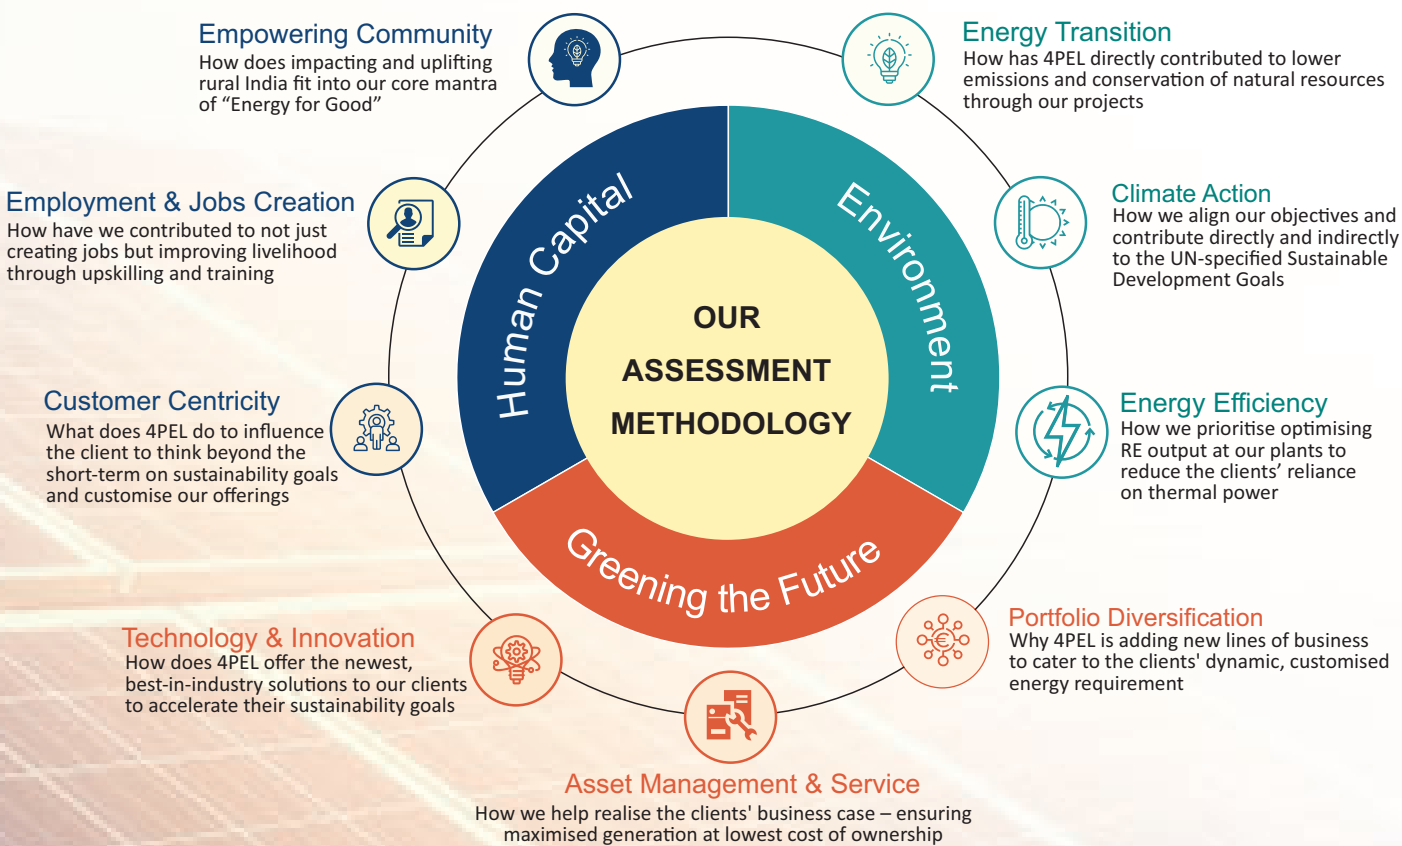 Empowering Community
How does impacting and uplifting
rural India fit into our core mantra
of “Energy for Good”
Energy Transition
How has 4PEL directly contributed to lower
emissions and conservation of natural resources
through our projects
Employment & Jobs Creation
How have we contributed to not just
creating jobs but improving livelihood
through upskilling and training
Climate Action
How we align our objectives and
contribute directly and indirectly
to the UN-specified Sustainable
Development Goals
Human Capital
Environment
OUR
ASSESSMENT
METHODOLOGY
Customer Centricity
What does 4PEL do to influence
the client to think beyond the
short-term on sustainability goals
and customise our offerings
Energy Efficiency
How we prioritise optimising
RE output at our plants to
reduce the clients’ reliance
on thermal power
Greening the Future
Technology & Innovation
How does 4PEL offer the newest,
best-in-industry solutions to our clients
to accelerate their sustainability goals
€
Portfolio Diversification
Why 4PEL is adding new lines of business
to cater to the clients' dynamic, customised
energy requirement
Asset Management & Service
How we help realise the clients' business case – ensuring
maximised generation at lowest cost of ownership